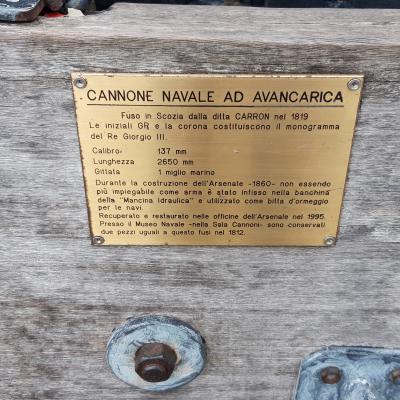 CANNONE NAVALE AD AVANCARICA
Fuso in Scozia dalla ditta CARRON nel 1819
Le iniziali GR e la corona costituiscono il monogramma
del Re Giorgio III.
Calibro 137 mm
Lunghezza 2650 mm
Gittata 1 miglio marino
Durante la costruzione dell'Arsenale -1860- non essendo
più impiegabile come arma è stato infisso nella banchina
della "Mancina Idraulica" e utilizzato come bitta d'ormeggio
per le navi.
Recuperato e restaurato nelle officine dell'Arsenale nel 1995.
Presso il Museo Navale -nella Sala Cannoni- sono conservati
due pezzi uguali a questo fusi nel 1812.